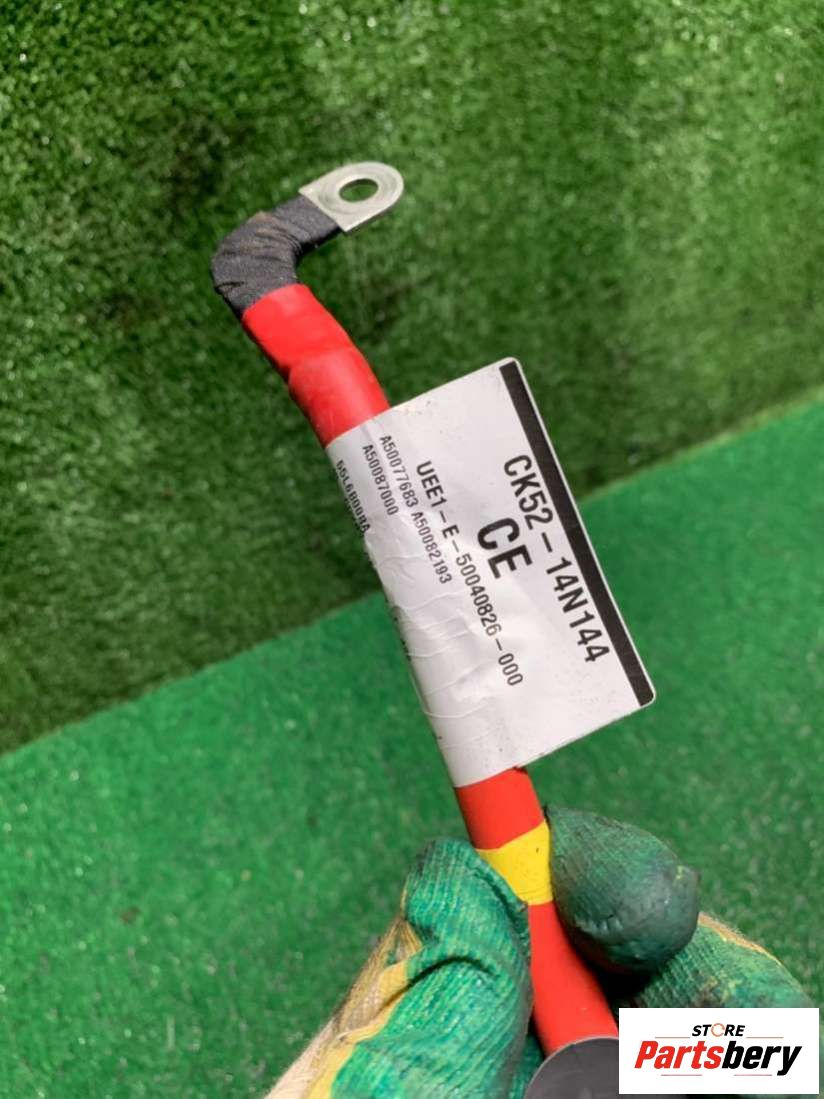 CK52-14N144
CE
UEE1-E-50040826-000
A50077683 A50082193
A50087000
STORE
Partsbery